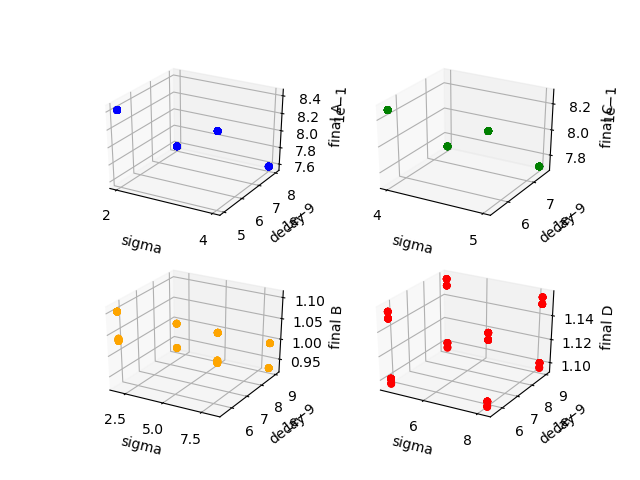 8.4
8.2
8.0
7.8
7.6
1e−1
final A
2
4
sigma
5
6
7
8
decay
1e−9
8.2
8.0
7.8
1e−1
final C
4
5
sigma
6
7
decay
1e−9
1.10
1.05
1.00
0.95
final B
2.5
5.0
7.5
sigma
6
7
8
9
decay
1e−9
1.14
1.12
1.10
final D
6
8
sigma
6
7
8
9
decay
1e−9